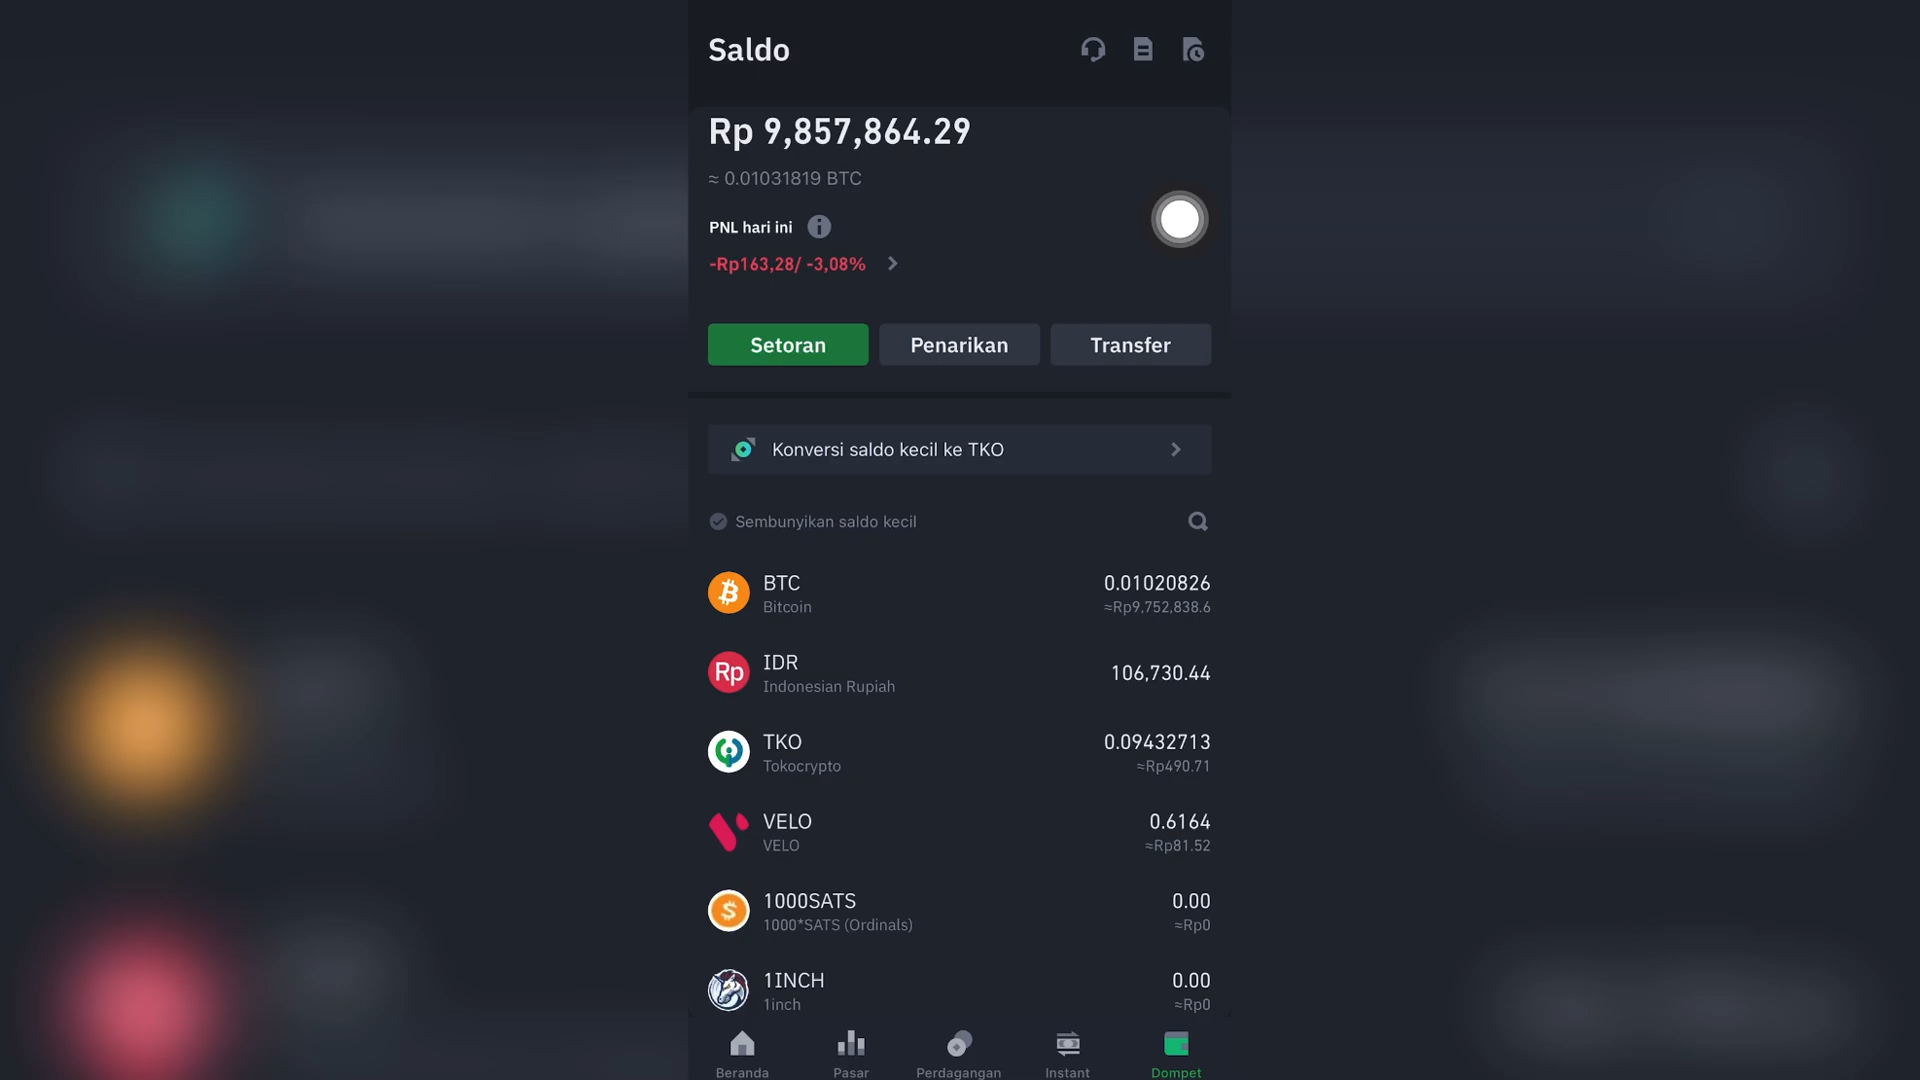 Saldo
Rp 9,857,864.29
≈ 0.01031819 BTC
PNL hari ini
-Rp163,28/ -3,08%
Setoran Penarikan Transfer
Konversi saldo kecil ke TKO
Sembunyikan saldo kecil
BTC 0.01020826
Bitcoin ≈Rp9,752,838.6
IDR 106,730.44
Rp
Indonesian Rupiah
TKO 0.09432713
Tokocrypto ≈Rp490.71
VELO 0.6164
VELO ≈Rp81.52
1000SATS 0.00
1000*SATS (Ordinals) ≈Rp0
1INCH 0.00
1inch ≈Rp0
Beranda Pasar Perdagangan Instant Dompet